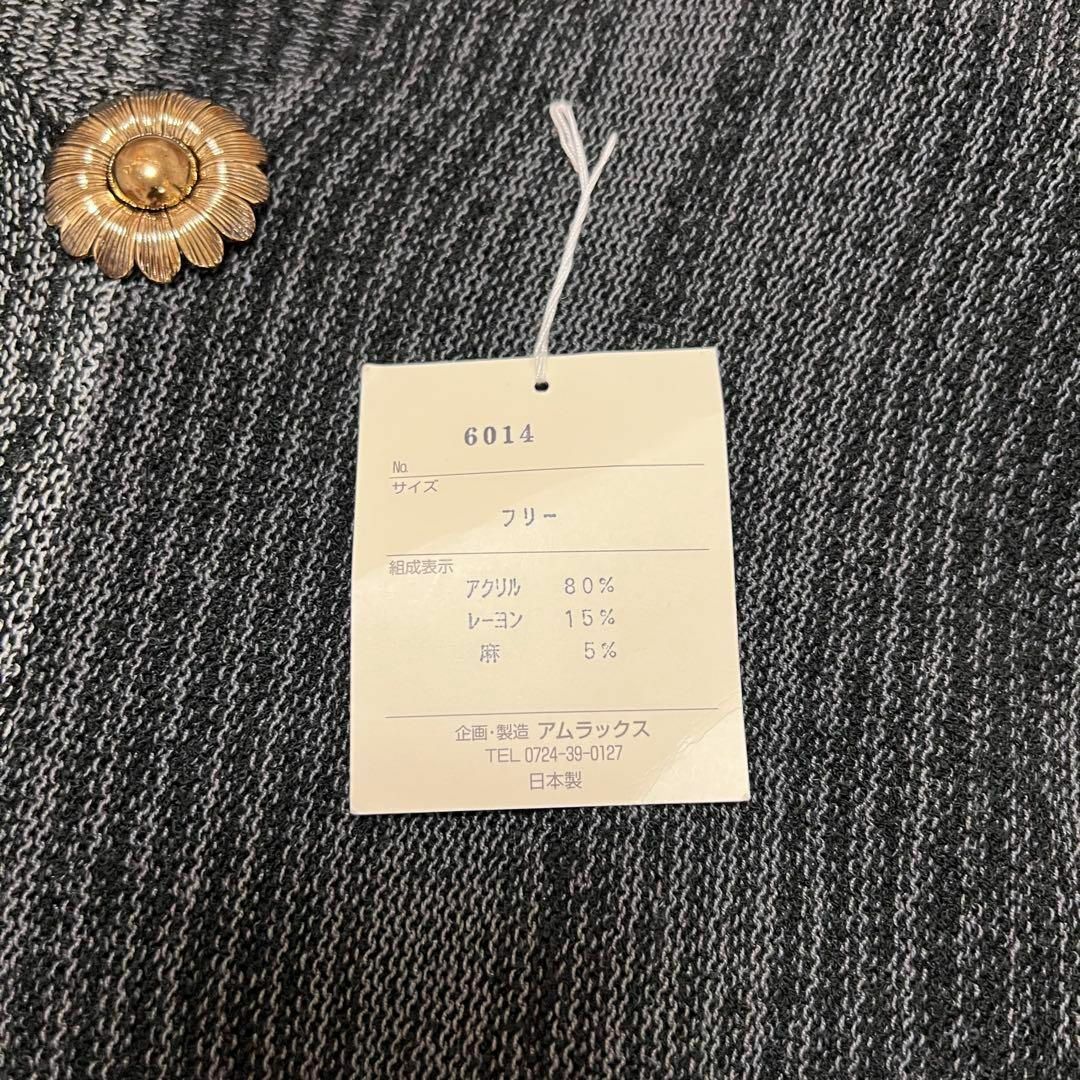 6014
No.
サイズ
フリー
組成表示
アクリル 80%
レーヨン 15%
麻 5%
企画・製造 アムラックス
TEL 0724-39-0127
日本製